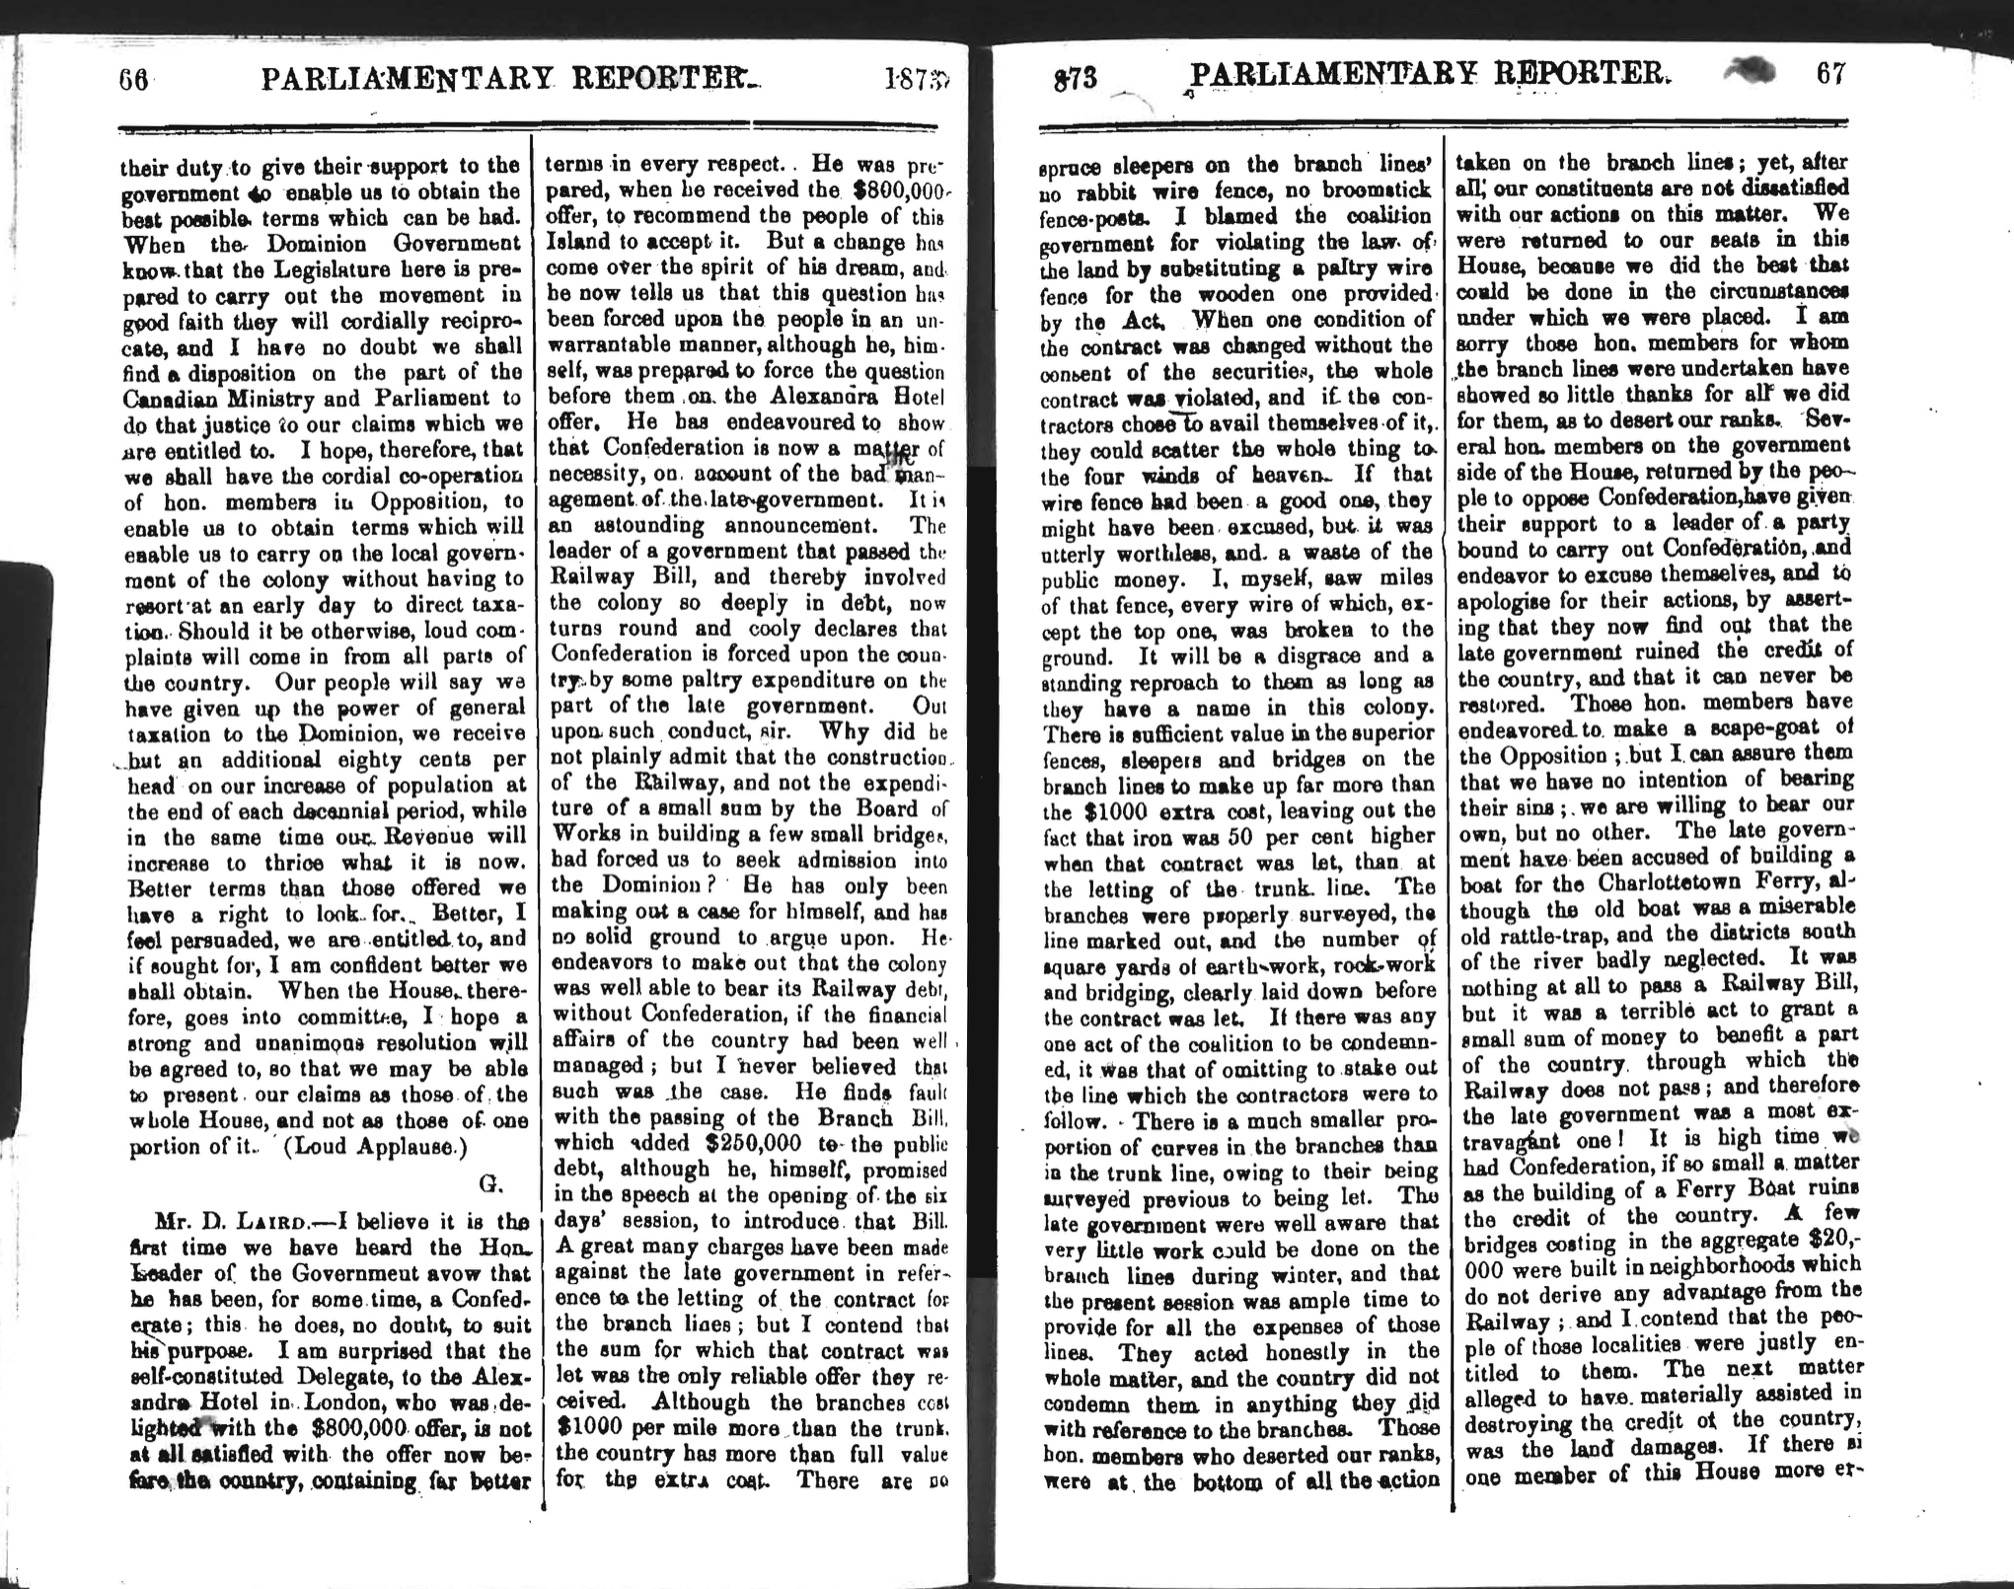 66 PARLIAMENTARY REPORTER. 1873
their duty to give their support to the
government to enable us to obtain the
best possible terms which can be had.
When the Dominion Government
know that the Legislature here is pre-
pared to carry out the movement in
good faith they will cordially recipro-
cate, and I have no doubt we shall
find a disposition on the part of the
Canadian Ministry and Parliament to
do that justice to our claims which we
are entitled to. I hope, therefore, that
we shall have the cordial co-operation
of hon. members in Opposition, to
enable us to obtain terms which will
enable us to carry on the local govern-
ment of the colony without having to
resort at an early day to direct taxa-
tion. Should it be otherwise, loud com-
plaints will come in from all parts of
the country. Our people will say we
have given up the power of general
taxation to the Dominion, we receive
but an additional eighty cents per
head on our increase of population at
the end of each decennial period, while
in the same time our Revenue will
increase to thrice what it is now.
Better terms than those offered we
have a right to look for. Better, I
feel persuaded, we are entitled to, and
if sought for, I am confident better we
shall obtain. When the House, there-
fore, goes into committee, I hope a
strong and unanimous resolution will
be agreed to, so that we may be able
to present our claims as those of the
whole House, and not as those of one
portion of it. (Loud Applause.)
G.
Mr. D. LAIRD.—I believe it is the
first time we have heard the Hon.
Leader of the Government avow that
he has been, for some time, a Confed-
erate; this he does, no doubt, to suit
his purpose. I am surprised that the
self-constituted Delegate, to the Alex-
andra Hotel in London, who was de-
lighted with the $800,000 offer, is not
at all satisfied with the offer now be-
fore the country, containing far better
terms in every respect. He was pre-
pared, when he received the $800,000
offer, to recommend the people of this
Island to accept it. But a change has
come over the spirit of his dream, and
he now tells us that this question has
been forced upon the people in an un-
warrantable manner, although he, him-
self, was prepared to force the question
before them on the Alexandra Hotel
offer. He has endeavoured to show
that Confederation is now a matter of
necessity, on account of the bad man-
agement of the late government. It is
an astounding announcement. The
leader of a government that passed the
Railway Bill, and thereby involved
the colony so deeply in debt, now
turns round and cooly declares that
Confederation is forced upon the coun-
try by some paltry expenditure on the
part of the late government. Out
upon such conduct, sir. Why did he
not plainly admit that the construction
of the Railway, and not the expendi-
ture of a small sum by the Board of
Works in building a few small bridges,
had forced us to seek admission into
the Dominion? He has only been
making out a case for himself, and has
no solid ground to argue upon. He
endeavors to make out that the colony
was well able to bear its Railway debt,
without Confederation, if the financial
affairs of the country had been well
managed; but I never believed that
such was the case. He finds fault
with the passing of the Branch Bill,
which added $250,000 to the public
debt, although he, himself, promised
in the speech at the opening of the six
days' session, to introduce that Bill.
A great many charges have been made
against the late government in refer-
ence to the letting of the contract for
the branch lines; but I contend that
the sum for which that contract was
let was the only reliable offer they re-
ceived. Although the branches cost
$1000 per mile more than the trunk.
the country has more than full value
for the extra cost. There are no
873 PARLIAMENTARY REPORTER. 67
spruce sleepers on the branch lines'
no rabbit wire fence, no broomstick
fence-posts. I blamed the coalition
government for violating the law of
the land by substituting a paltry wire
fence for the wooden one provided
by the Act. When one condition of
the contract was changed without the
consent of the securities, the whole
contract was violated, and if the con-
tractors chose to avail themselves of it,
they could scatter the whole thing to
the four winds of heaven. If that
wire fence had been a good one, they
might have been excused, but it was
utterly worthless, and a waste of the
public money. I, myself, saw miles
of that fence, every wire of which, ex-
cept the top one, was broken to the
ground. It will be a disgrace and a
standing reproach to them as long as
they have a name in this colony.
There is sufficient value in the superior
fences, sleepers and bridges on the
branch lines to make up far more than
the $1000 extra cost, leaving out the
fact that iron was 50 per cent higher
when that contract was let, than at
the letting of the trunk line. The
branches were properly surveyed, the
line marked out, and the number of
square yards of earth-work, rock-work
and bridging, clearly laid down before
the contract was let. If there was any
one act of the coalition to be condemn-
ed, it was that of omitting to stake out
the line which the contractors were to
follow. There is a much smaller pro-
portion of curves in the branches than
in the trunk line, owing to their being
surveyed previous to being let. The
late government were well aware that
very little work could be done on the
branch lines during winter, and that
the present session was ample time to
provide for all the expenses of those
lines. They acted honestly in the
whole matter, and the country did not
condemn them in anything they did
with reference to the branches. Those
hon. members who deserted our ranks,
were at the bottom of all the action
taken on the branch lines; yet, after
all, our constituents are not dissatisfied
with our actions on this matter. We
were returned to our seats in this
House, because we did the best that
could be done in the circumstances
under which we were placed. I am
sorry those hon. members for whom
the branch lines were undertaken have
showed so little thanks for all we did
for them, as to desert our ranks. Sev-
eral hon. members on the government
side of the House, returned by the peo-
ple to oppose Confederation, have given
their support to a leader of a party
bound to carry out Confederation, and
endeavor to excuse themselves, and to
apologise for their actions, by assert-
ing that they now find out that the
late government ruined the credit of
the country, and that it can never be
restored. Those hon. members have
endeavored to make a scape-goat of
the Opposition; but I can assure them
that we have no intention of bearing
their sins; we are willing to bear our
own, but no other. The late govern-
ment have been accused of building a
boat for the Charlottetown Ferry, al-
though the old boat was a miserable
old rattle-trap, and the districts south
of the river badly neglected. It was
nothing at all to pass a Railway Bill,
but it was a terrible act to grant a
small sum of money to benefit a part
of the country through which the
Railway does not pass; and therefore
the late government was a most ex-
travagant one! It is high time we
had Confederation, if so small a matter
as the building of a Ferry Boat ruins
the credit of the country. A few
bridges costing in the aggregate $20,-
000 were built in neighborhoods which
do not derive any advantage from the
Railway; and I contend that the peo-
ple of those localities were justly en-
titled to them. The next matter
alleged to have materially assisted in
destroying the credit of the country,
was the land damages. If there si
one member of this House more er-